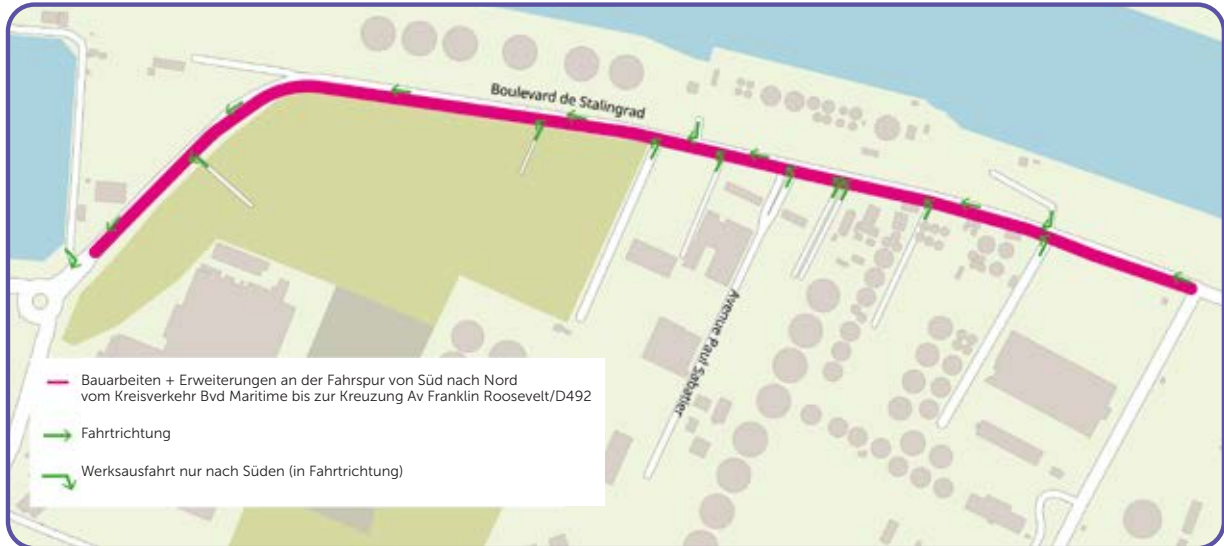 Boulevard de Stalingrad
Avenue Paul Sabatier
Bauarbeiten + Erweiterungen an der Fahrspur von Süd nach Nord
vom Kreisverkehr Bvd Maritime bis zur Kreuzung Av Franklin Roosevelt/D492
Fahrtrichtung
Werksausfahrt nur nach Süden (in Fahrtrichtung)